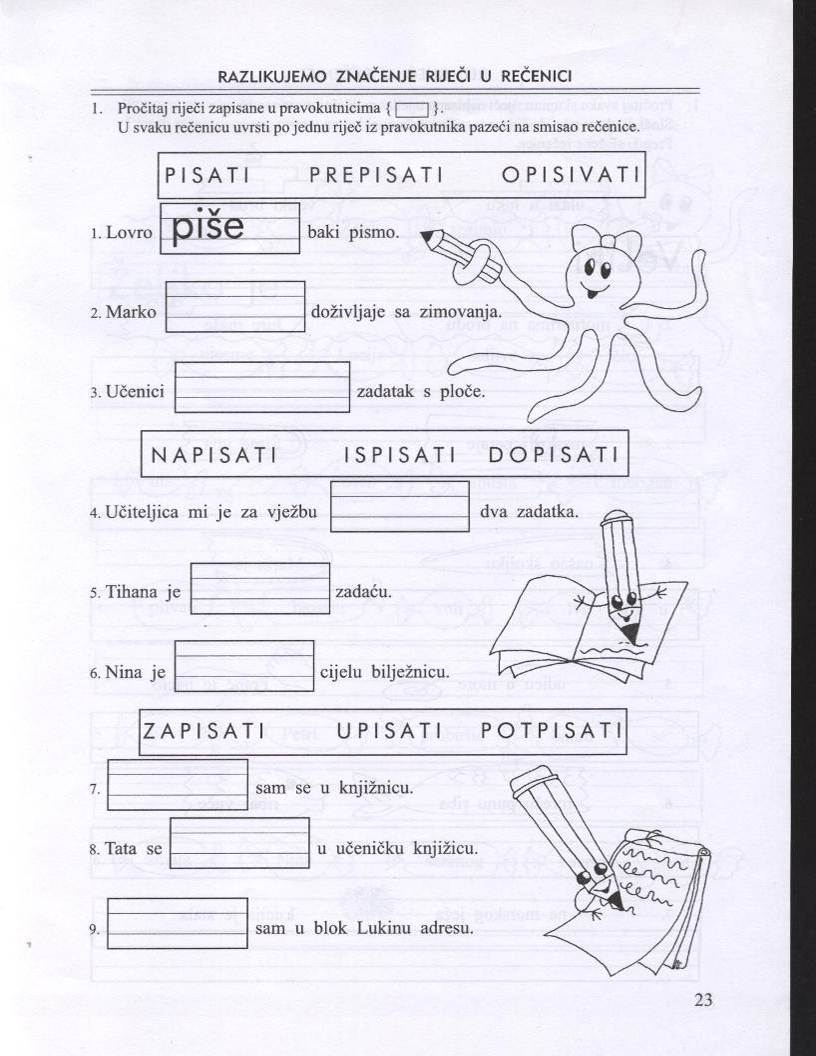 RAZLIKUJEMO ZNAČENJE RIJEČI U REČENICI
1. Pročitaj riječi zapisane u pravokutnicima { }.
U svaku rečenicu uvrsti po jednu riječ iz pravokutnika pazeći na smisao rečenice.
PISATI PREPISATI OPISIVATI
1. Lovro piše baki pismo.
2. Marko doživljaje sa zimovanja.
3. Učenici zadatak s ploče.
NAPISATI ISPISATI DOPISATI
4. Učiteljica mi je za vježbu dva zadatka.
5. Tihana je zadaću.
6. Nina je cijelu bilježnicu.
ZAPISATI UPISATI POTPISATI
7. sam se u knjižnicu.
8. Tata se u učeničku knjižicu.
9. sam u blok Lukinu adresu.
23